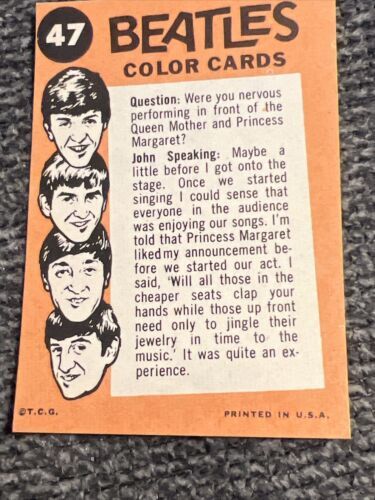 47
BEATLES
COLOR CARDS
Question: Were you nervous
performing in front of the
Queen Mother and Princess
Margaret?
John Speaking: Maybe a
little before I got onto the
stage. Once we started
singing I could sense that
everyone in the audience
was enjoying our songs. I'm
told that Princess Margaret
liked my announcement be-
fore we started our act. I
said, 'Will all those in the
cheaper seats clap your
hands while those up front
need only to jingle their
jewelry in time to the
music.' It was quite an ex-
perience.
©T.C.G.
PRINTED IN U.S.A.